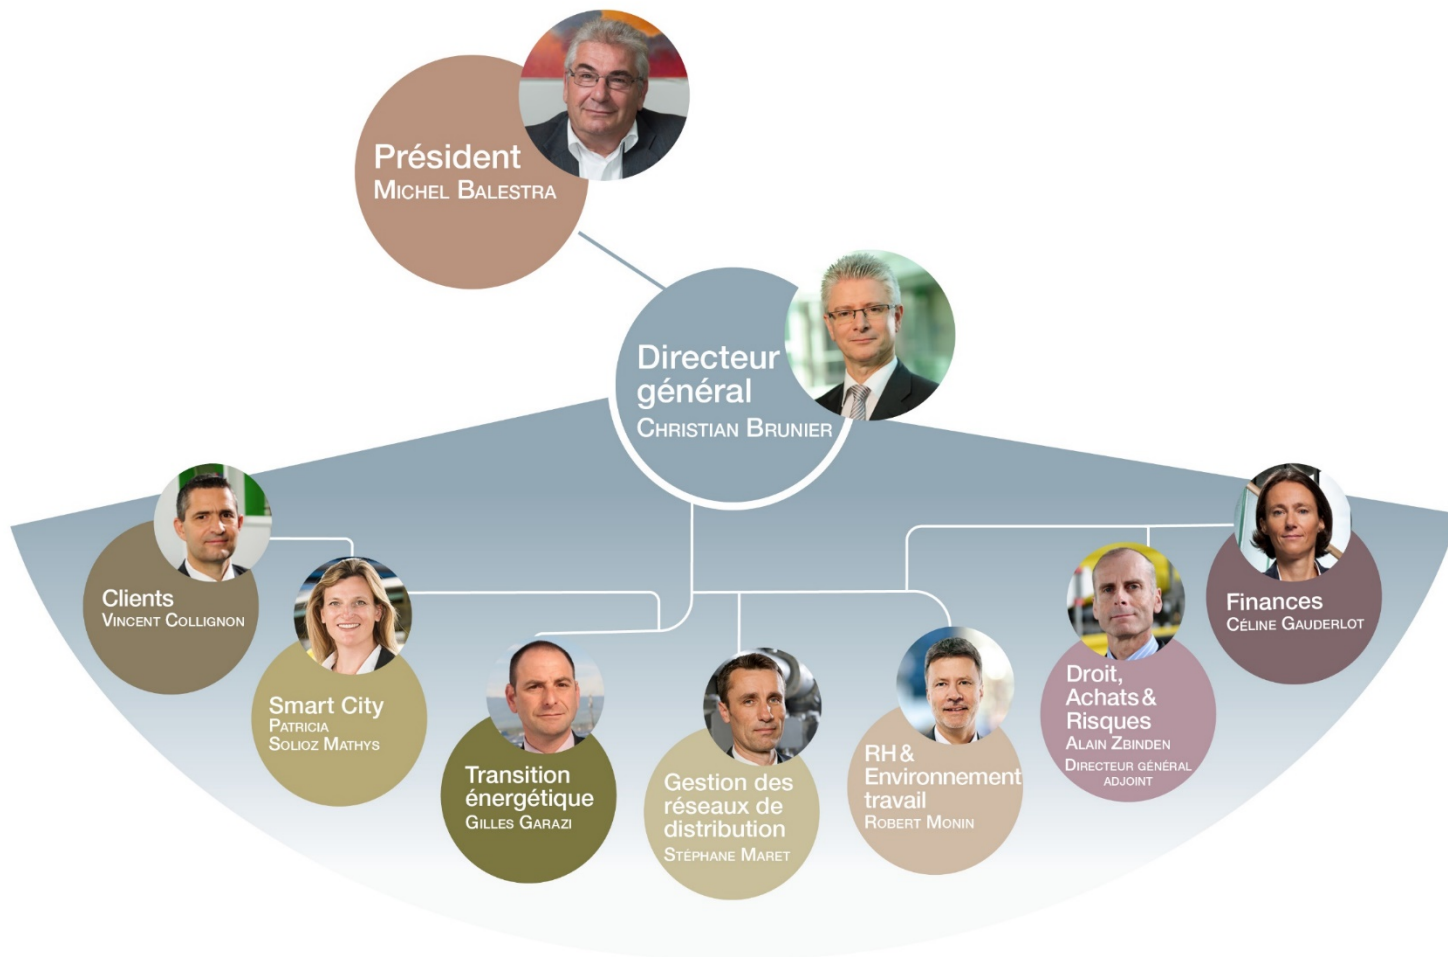 Président
MICHEL BALESTRA
Directeur
général
CHRISTIAN BRUNIER
Clients
VINCENT COLLIGNON
Smart City
PATRICIA
SOLIOZ MATHYS
Transition
énergétique
GILLES GARAZI
Gestion des
réseaux de
distribution
STÉPHANE MARET
RH &
Environnement
travail
ROBERT MONIN
Droit,
Achats &
Risques
ALAIN ZBINDEN
DIRECTEUR GÉNÉRAL
ADJOINT
Finances
CÉLINE GAUDERLOT